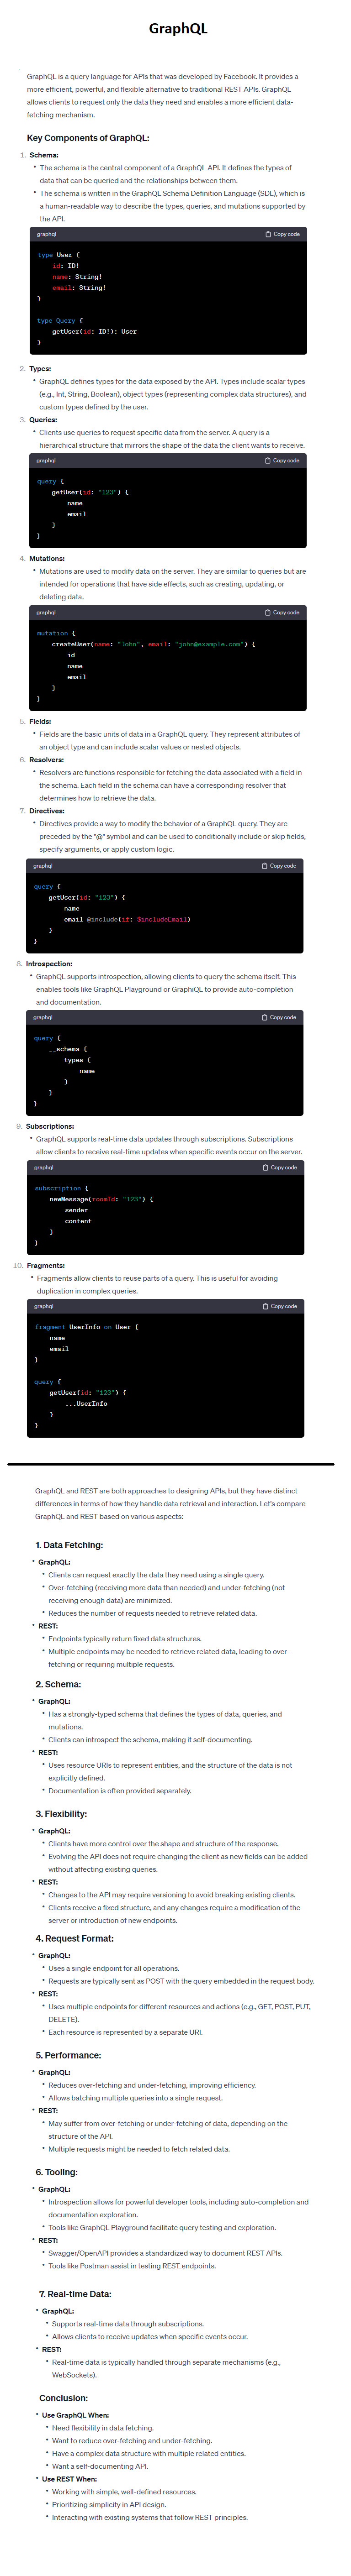 GraphQL
GraphQL is a query language for APIs that was developed by Facebook. It provides a
more efficient, powerful, and flexible alternative to traditional REST APIs. GraphQL
allows clients to request only the data they need and enables a more efficient data-
fetching mechanism.
Key Components of GraphQL:
1. Schema:
• The schema is the central component of a GraphQL API. It defines the types of
data that can be queried and the relationships between them.
• The schema is written in the GraphQL Schema Definition Language (SDL), which is
a human-readable way to describe the types, queries, and mutations supported by
the API.
graphql Copy code
type User {
id: ID!
name: String!
email: String!
}
type Query {
getUser(id: ID!): User
}
2. Types:
• GraphQL defines types for the data exposed by the API. Types include scalar types
(e.g., Int, String, Boolean), object types (representing complex data structures), and
custom types defined by the user.
3. Queries:
• Clients use queries to request specific data from the server. A query is a
hierarchical structure that mirrors the shape of the data the client wants to receive.
graphql Copy code
query {
getUser(id: "123") {
name
email
}
}
4. Mutations:
• Mutations are used to modify data on the server. They are similar to queries but are
intended for operations that have side effects, such as creating, updating, or
deleting data.
graphql Copy code
mutation {
createUser(name: "John", email: "john@example.com") {
id
name
email
}
}
5. Fields:
• Fields are the basic units of data in a GraphQL query. They represent attributes of
an object type and can include scalar values or nested objects.
6. Resolvers:
• Resolvers are functions responsible for fetching the data associated with a field in
the schema. Each field in the schema can have a corresponding resolver that
determines how to retrieve the data.
7. Directives:
• Directives provide a way to modify the behavior of a GraphQL query. They are
preceded by the "@" symbol and can be used to conditionally include or skip fields,
specify arguments, or apply custom logic.
graphql Copy code
query {
getUser(id: "123") {
name
email @include(if: $includeEmail)
}
}
8. Introspection:
• GraphQL supports introspection, allowing clients to query the schema itself. This
enables tools like GraphQL Playground or GraphiQL to provide auto-completion
and documentation.
graphql Copy code
query {
__schema {
types {
name
}
}
}
9. Subscriptions:
• GraphQL supports real-time data updates through subscriptions. Subscriptions
allow clients to receive real-time updates when specific events occur on the server.
graphql Copy code
subscription {
newMessage(roomId: "123") {
sender
content
}
}
10. Fragments:
• Fragments allow clients to reuse parts of a query. This is useful for avoiding
duplication in complex queries.
graphql Copy code
fragment UserInfo on User {
name
email
}
query {
getUser(id: "123") {
...UserInfo
}
}
GraphQL and REST are both approaches to designing APIs, but they have distinct
differences in terms of how they handle data retrieval and interaction. Let's compare
GraphQL and REST based on various aspects:
1. Data Fetching:
• GraphQL:
• Clients can request exactly the data they need using a single query.
• Over-fetching (receiving more data than needed) and under-fetching (not
receiving enough data) are minimized.
• Reduces the number of requests needed to retrieve related data.
• REST:
• Endpoints typically return fixed data structures.
• Multiple endpoints may be needed to retrieve related data, leading to over-
fetching or requiring multiple requests.
2. Schema:
• GraphQL:
• Has a strongly-typed schema that defines the types of data, queries, and
mutations.
• Clients can introspect the schema, making it self-documenting.
• REST:
• Uses resource URIs to represent entities, and the structure of the data is not
explicitly defined.
• Documentation is often provided separately.
3. Flexibility:
• GraphQL:
• Clients have more control over the shape and structure of the response.
• Evolving the API does not require changing the client as new fields can be added
without affecting existing queries.
• REST:
• Changes to the API may require versioning to avoid breaking existing clients.
• Clients receive a fixed structure, and any changes require a modification of the
server or introduction of new endpoints.
4. Request Format:
• GraphQL:
• Uses a single endpoint for all operations.
• Requests are typically sent as POST with the query embedded in the request body.
• REST:
• Uses multiple endpoints for different resources and actions (e.g., GET, POST, PUT,
DELETE).
• Each resource is represented by a separate URI.
5. Performance:
• GraphQL:
• Reduces over-fetching and under-fetching, improving efficiency.
• Allows batching multiple queries into a single request.
• REST:
• May suffer from over-fetching or under-fetching of data, depending on the
structure of the API.
• Multiple requests might be needed to fetch related data.
6. Tooling:
• GraphQL:
• Introspection allows for powerful developer tools, including auto-completion and
documentation exploration.
• Tools like GraphQL Playground facilitate query testing and exploration.
• REST:
• Swagger/OpenAPI provides a standardized way to document REST APIs.
• Tools like Postman assist in testing REST endpoints.
7. Real-time Data:
• GraphQL:
• Supports real-time data through subscriptions.
• Allows clients to receive updates when specific events occur.
• REST:
• Real-time data is typically handled through separate mechanisms (e.g.,
WebSockets).
Conclusion:
• Use GraphQL When:
• Need flexibility in data fetching.
• Want to reduce over-fetching and under-fetching.
• Have a complex data structure with multiple related entities.
• Want a self-documenting API.
• Use REST When:
• Working with simple, well-defined resources.
• Prioritizing simplicity in API design.
• Interacting with existing systems that follow REST principles.